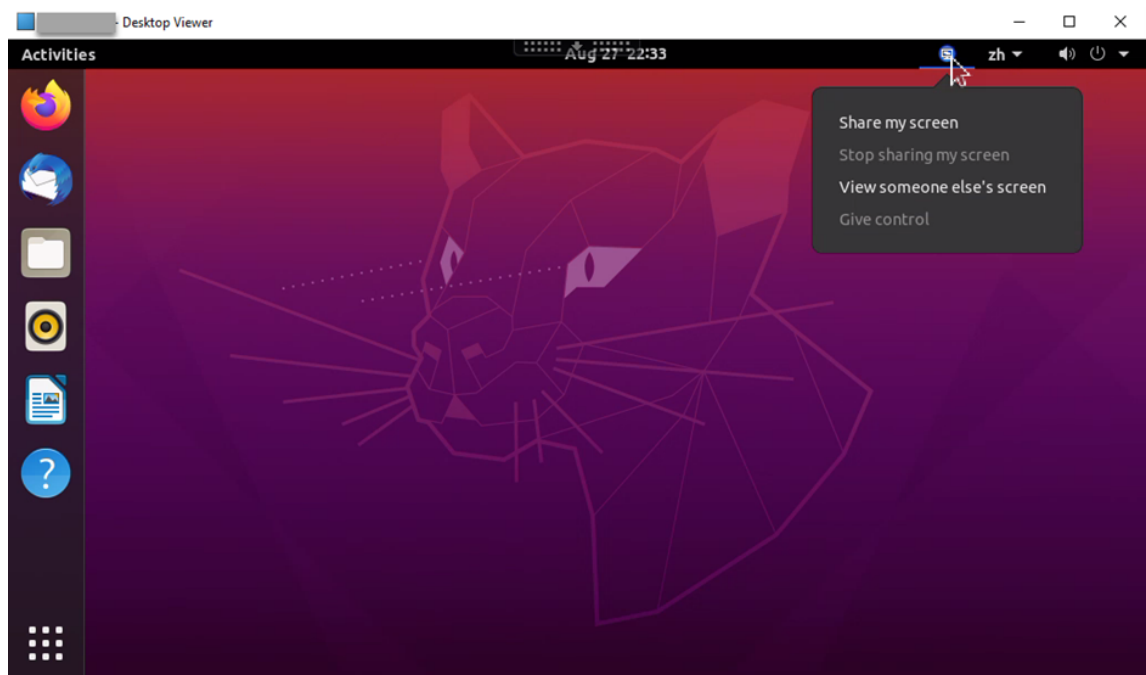 - Desktop Viewer
Activities
Aug 27 22:33
zh
Share my screen
Stop sharing my screen
View someone else's screen
Give control
?